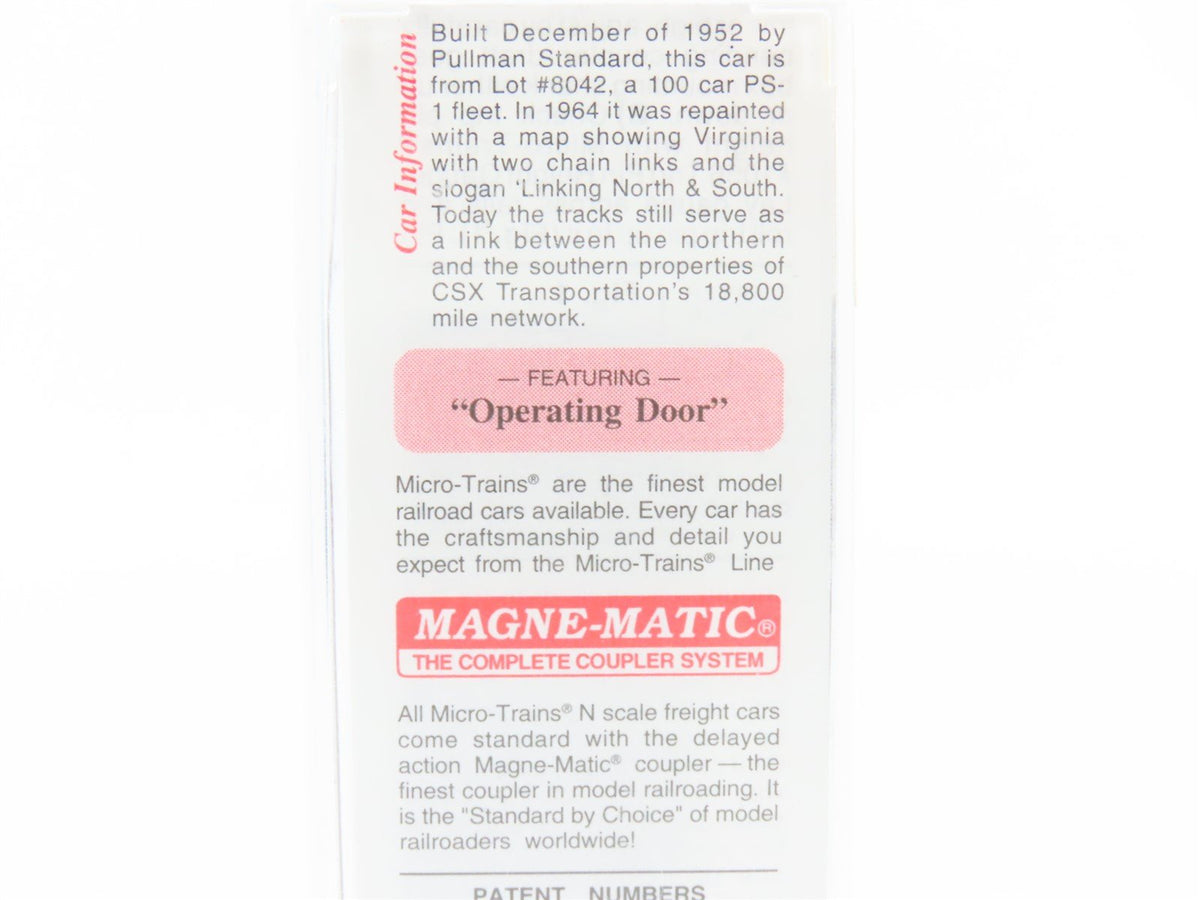 Car Information
Built December of 1952 by
Pullman Standard, this car is
from Lot #8042, a 100 car PS-
1 fleet. In 1964 it was repainted
with a map showing Virginia
with two chain links and the
slogan ‘Linking North & South.
Today the tracks still serve as
a link between the northern
and the southern properties of
CSX Transportation's 18,800
mile network.
— FEATURING —
“Operating Door”
Micro-Trains® are the finest model
railroad cars available. Every car has
the craftsmanship and detail you
expect from the Micro-Trains® Line
MAGNE-MATIC®
THE COMPLETE COUPLER SYSTEM
All Micro-Trains® N scale freight cars
come standard with the delayed
action Magne-Matic® coupler — the
finest coupler in model railroading. It
is the "Standard by Choice" of model
railroaders worldwide!
PATENT NUMBERS